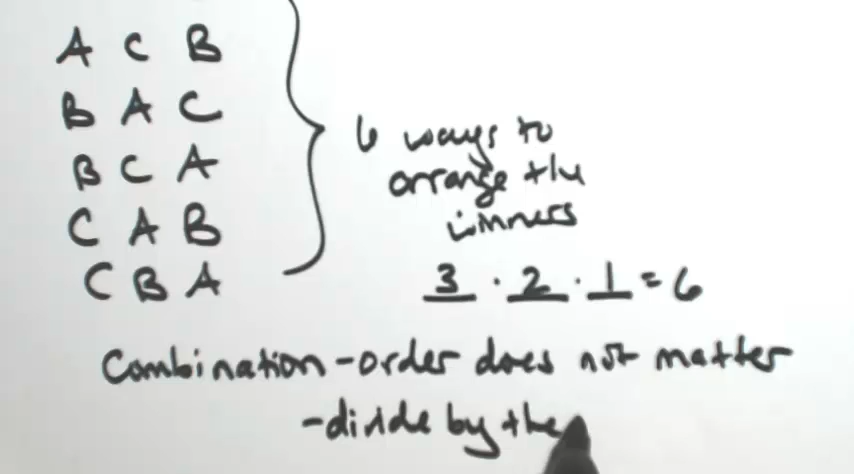 A C B
B A C
B C A
C A B
C B A
6 ways to
arrange the
winners
3 · 2 · 1 = 6
Combination - order does not matter
- divide by the